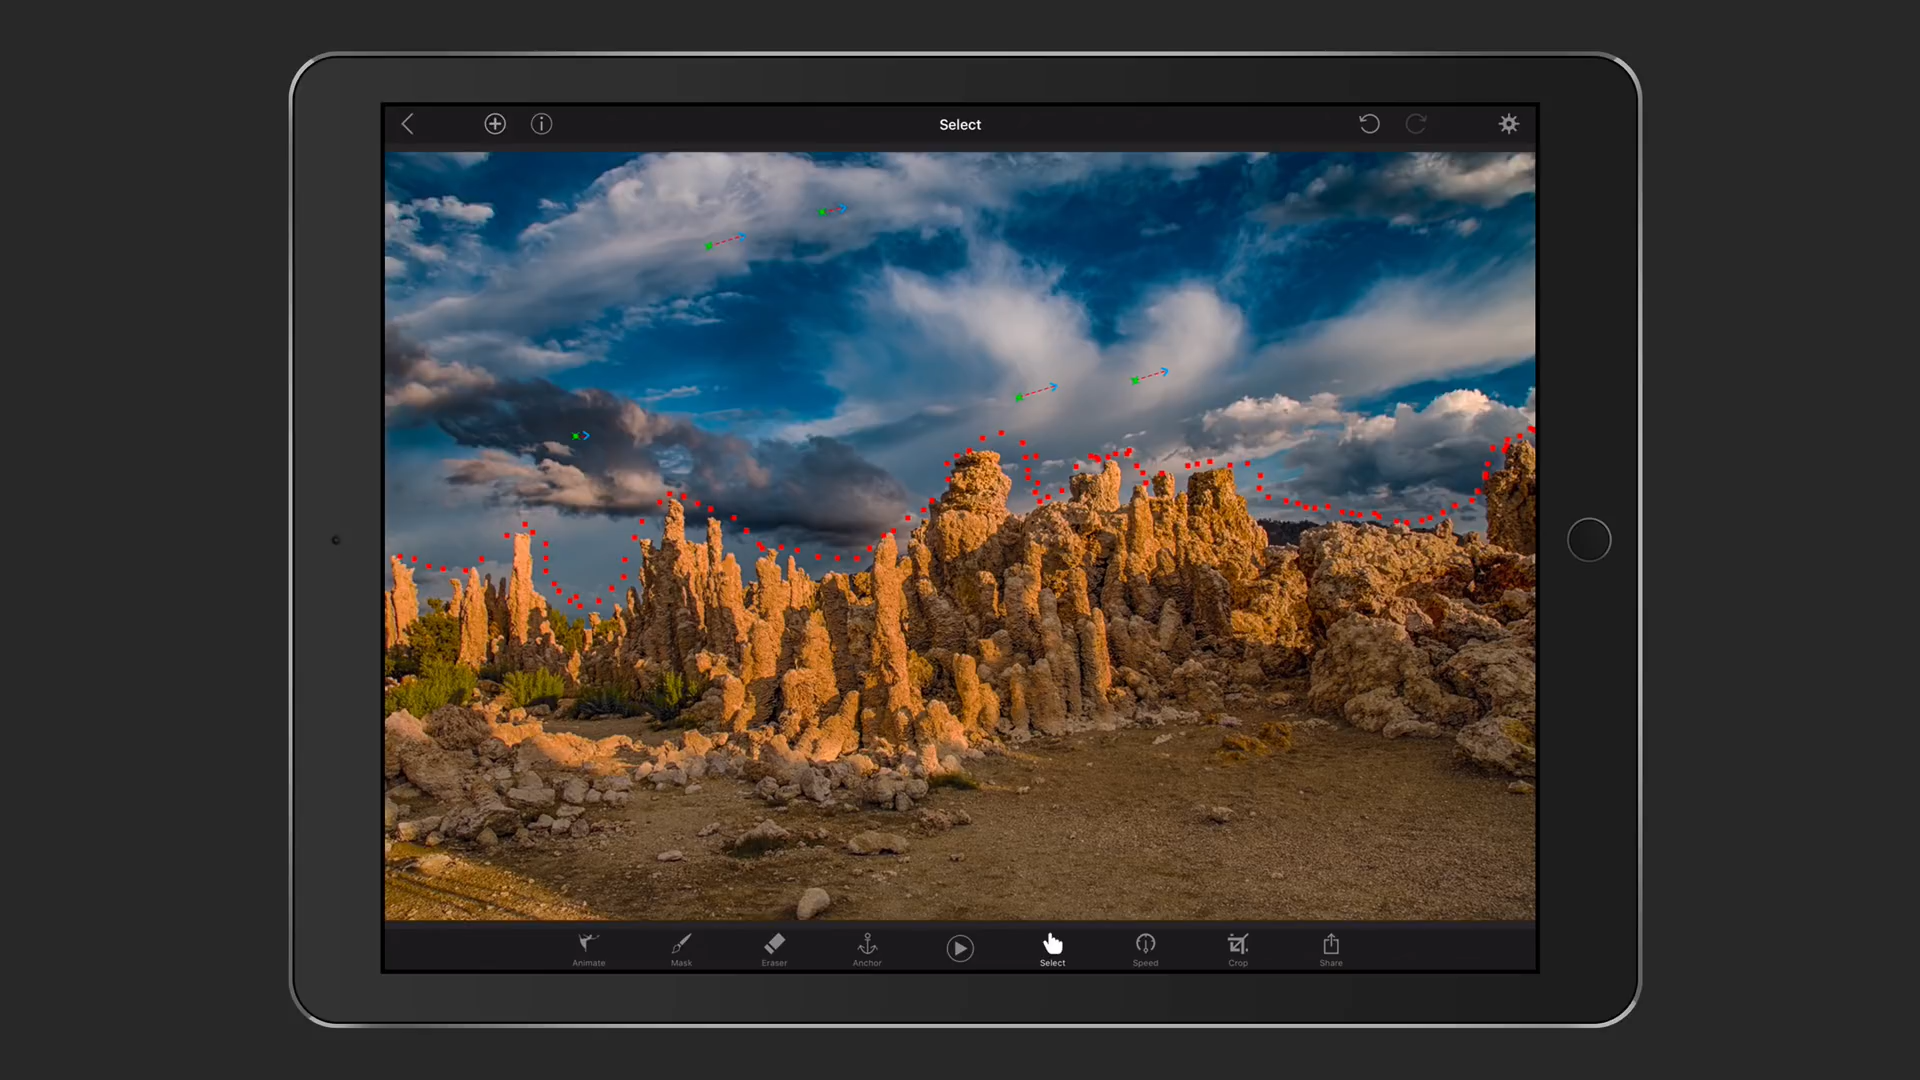 Select
Animate
Mask
Eraser
Anchor
Select
Speed
Crop
Share